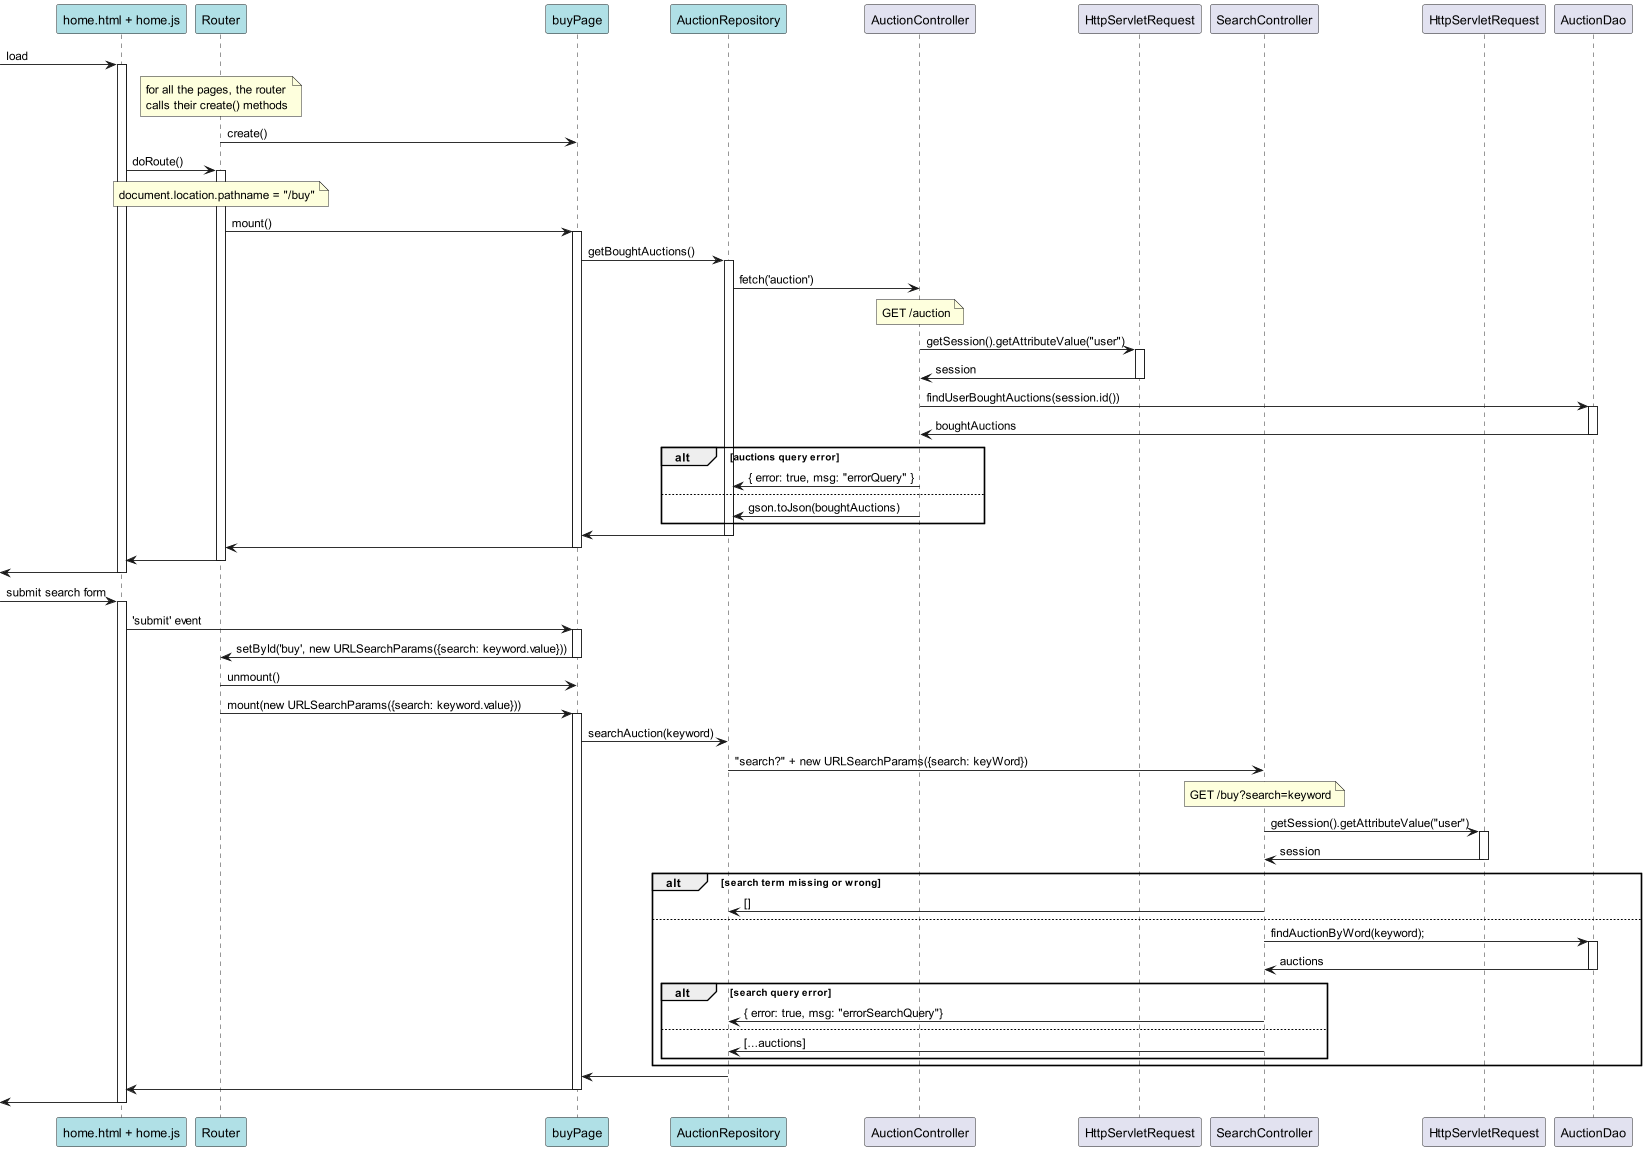 home.html + home.js
Router
buyPage
AuctionRepository
AuctionController
HttpServletRequest
SearchController
HttpServletRequest
AuctionDao
load
for all the pages, the router
calls their create() methods
create()
doRoute()
document.location.pathname = "/buy"
mount()
getBoughtAuctions()
fetch('auction')
GET /auction
getSession().getAttributeValue("user")
session
findUserBoughtAuctions(session.id())
boughtAuctions
alt [auctions query error]
{ error: true, msg: "errorQuery" }
gson.toJson(boughtAuctions)
submit search form
'submit' event
setById('buy', new URLSearchParams({search: keyword.value}))
unmount()
mount(new URLSearchParams({search: keyword.value}))
searchAuction(keyword)
"search?" + new URLSearchParams({search: keyWord})
GET /buy?search=keyword
getSession().getAttributeValue("user")
session
alt [search term missing or wrong]
[]
findAuctionByWord(keyword);
auctions
alt [search query error]
{ error: true, msg: "errorSearchQuery"}
[...auctions]
home.html + home.js
Router
buyPage
AuctionRepository
AuctionController
HttpServletRequest
SearchController
HttpServletRequest
AuctionDao